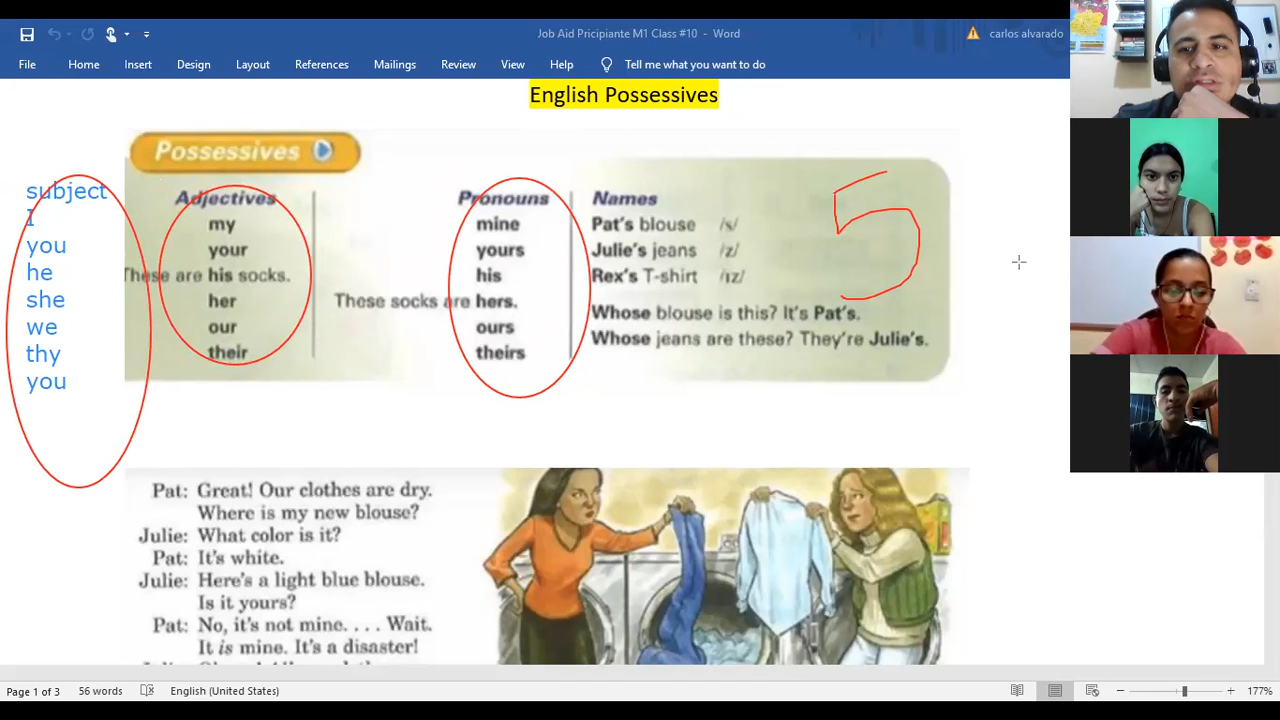 Job Aid Pricipiante M1 Class #10 - Word
carlos alvarado
File Home Insert Design Layout References Mailings Review View Help Tell me what you want to do
English Possessives
Possessives
subject
I
you
he
she
we
thy
you
Adjectives
my
your
These are his socks.
her
our
their
Pronouns
mine
yours
his
These socks are hers.
ours
theirs
Names
Pat's blouse /s/
Julie's jeans /z/
Rex's T-shirt /ɪz/
Whose blouse is this? It's Pat's.
Whose jeans are these? They're Julie's.
5
Pat: Great! Our clothes are dry.
Where is my new blouse?
Julie: What color is it?
Pat: It's white.
Julie: Here's a light blue blouse.
Is it yours?
Pat: No, it's not mine. . . . Wait.
It is mine. It's a disaster!
Page 1 of 3 56 words English (United States) 177%